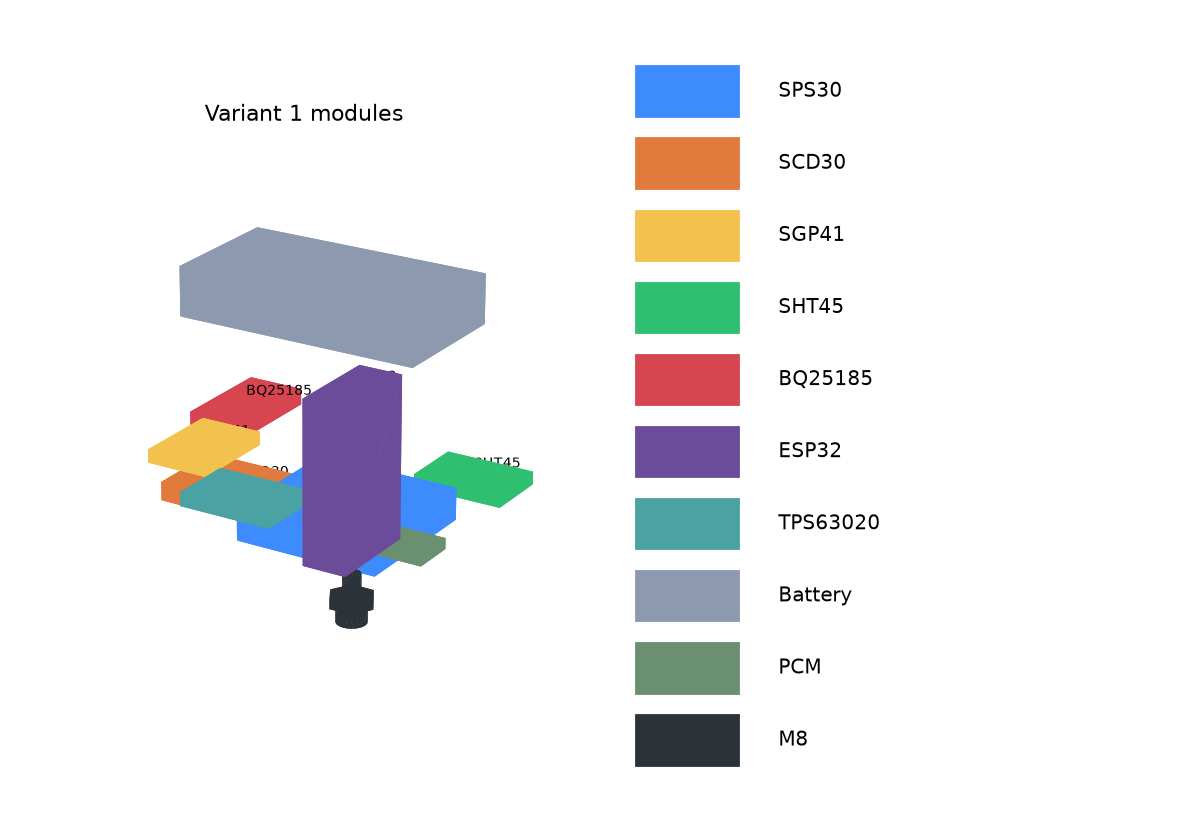 Variant 1 modules
BQ25185
SHT45
SPS30
SCD30
SGP41
SHT45
BQ25185
ESP32
TPS63020
Battery
PCM
M8